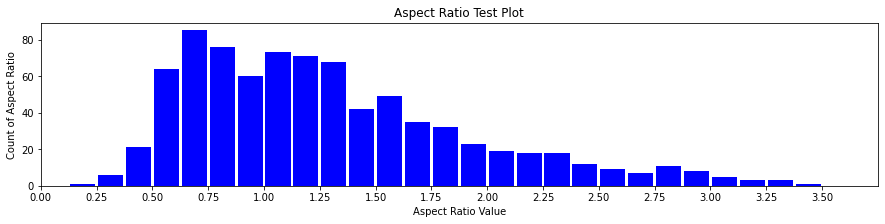 Aspect Ratio Test Plot
Count of Aspect Ratio
80
60
40
20
0
0.00 0.25 0.50 0.75 1.00 1.25 1.50 1.75 2.00 2.25 2.50 2.75 3.00 3.25 3.50
Aspect Ratio Value